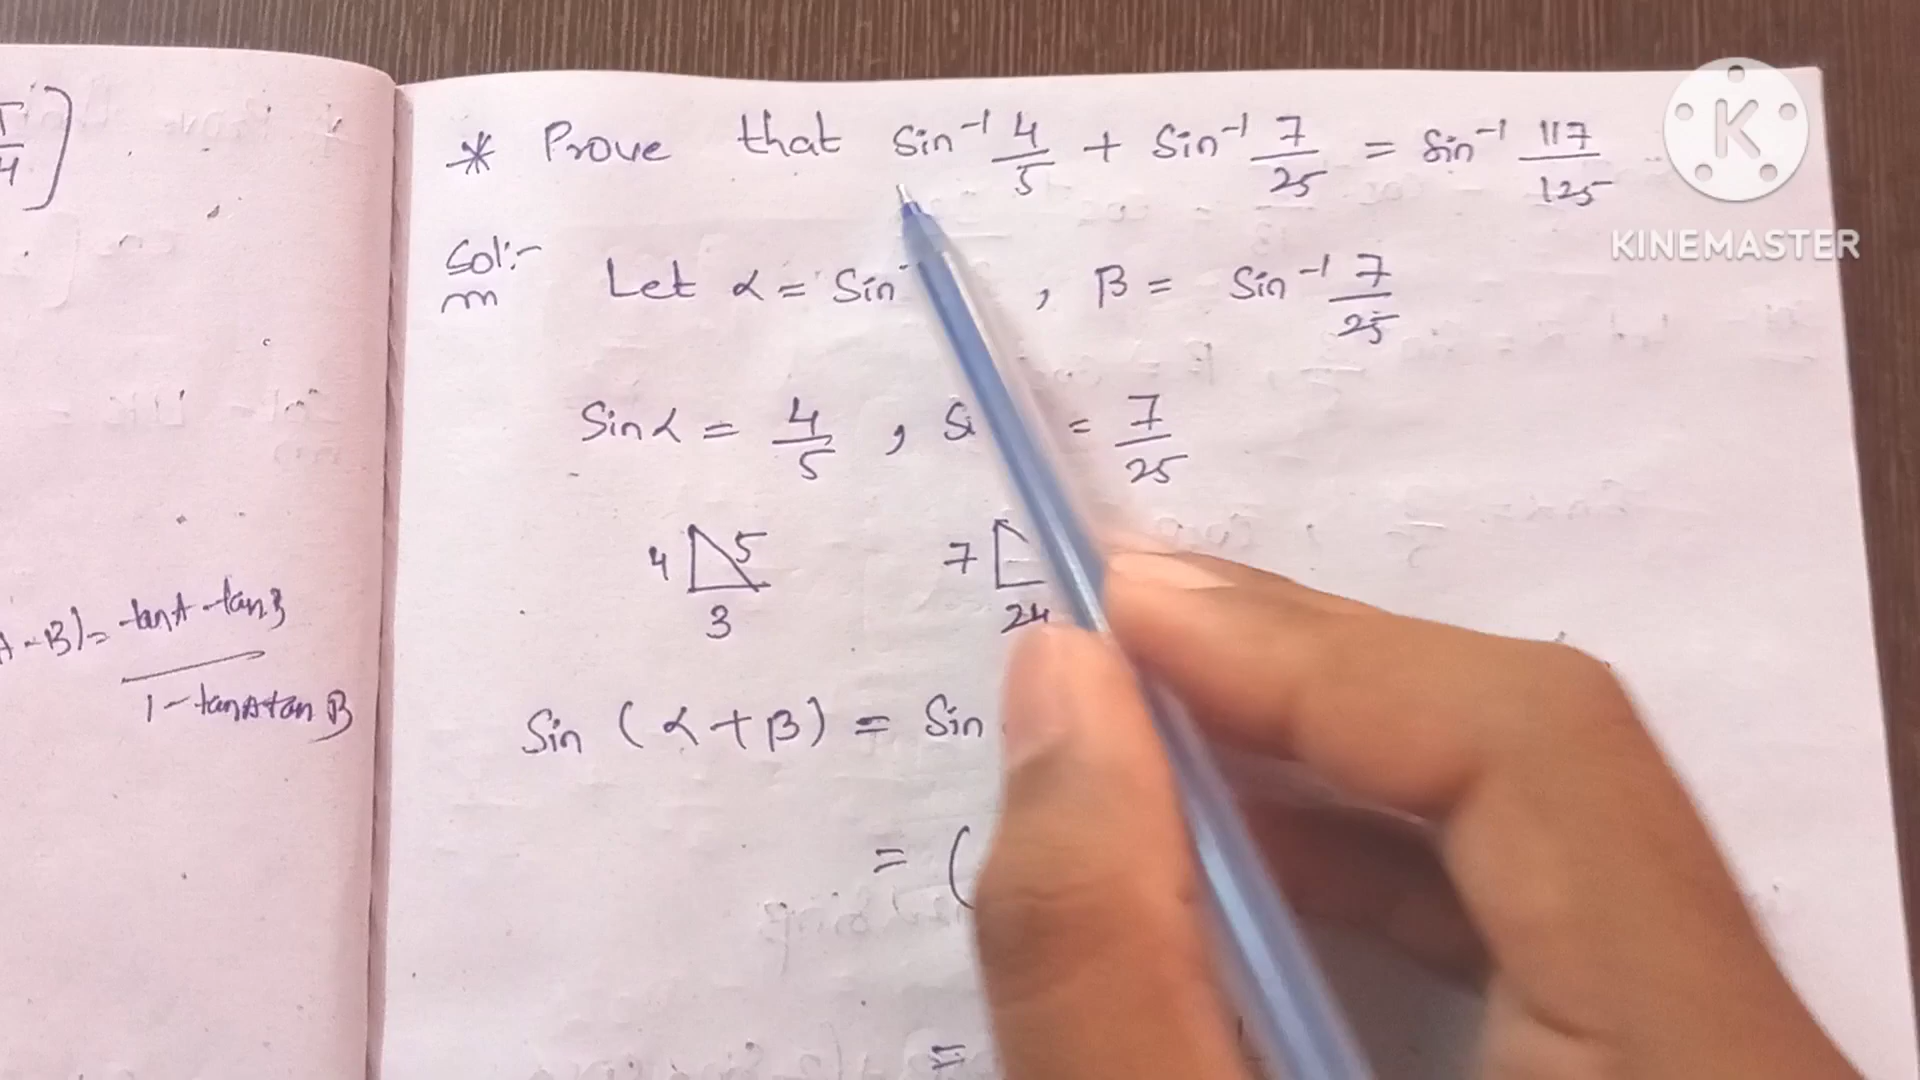 * Prove that Sin⁻¹ 4/5 + Sin⁻¹ 7/25 = Sin⁻¹ 117/125
KINEMASTER
Sol:-
Let α = Sin , β = Sin⁻¹ 7/25
Sinα = 4/5 , = 7/25
4 5 3
7 24
Sin (α+β) = Sin
= (
=
4
-B) = tanA-tanB
1-tanAtanB